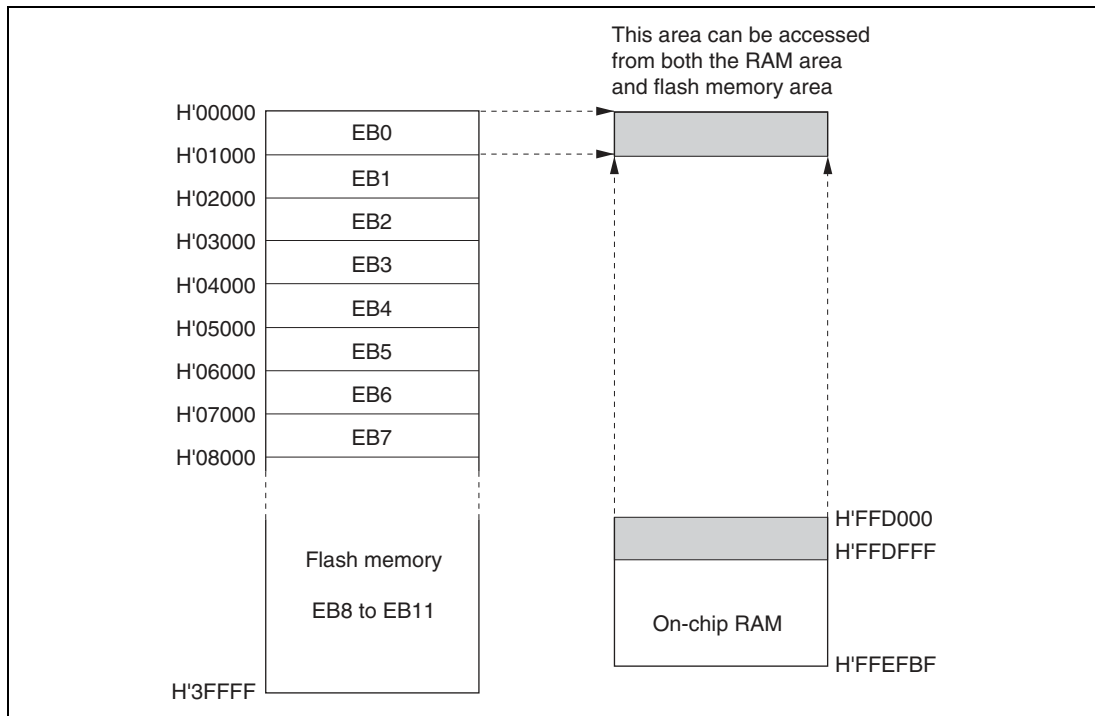 This area can be accessed
from both the RAM area
and flash memory area
H'00000
EB0
H'01000
EB1
H'02000
EB2
H'03000
EB3
H'04000
EB4
H'05000
EB5
H'06000
EB6
H'07000
EB7
H'08000
Flash memory
EB8 to EB11
H'3FFFF
H'FFD000
H'FFDFFF
On-chip RAM
H'FFEFBF